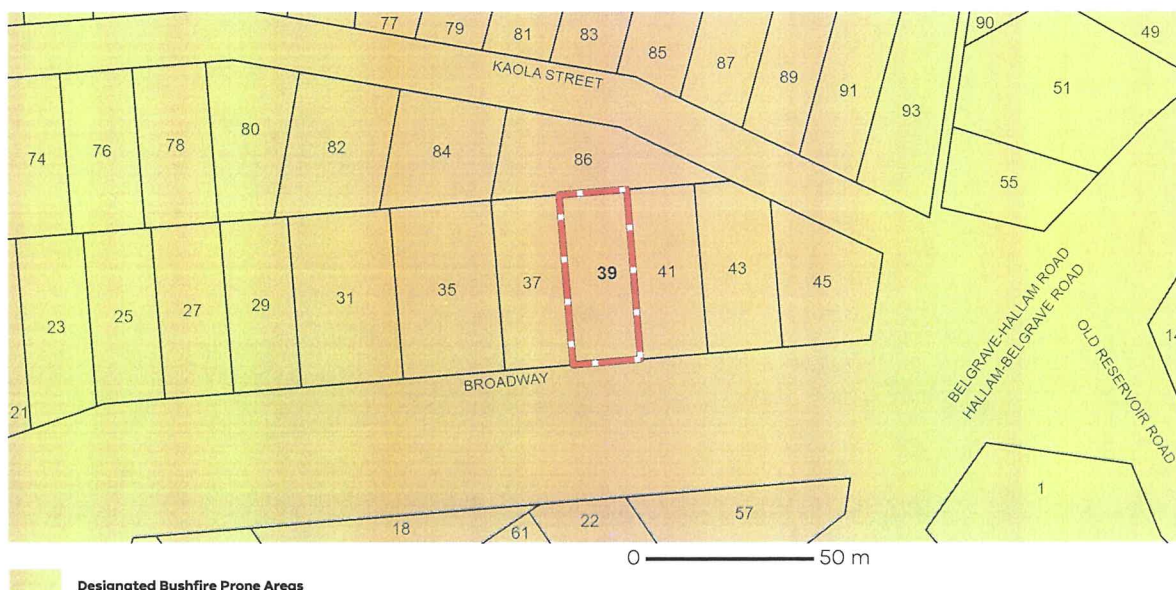 77 79 81 83 85 87 89 91 93 90 49
KAOLA STREET
51
55
74 76 78 80 82 84 86
23 25 27 29 31 35 37 39 41 43 45
21
BROADWAY
BELGRAVE-HALLAM ROAD
HALLAM-BELGRAVE ROAD
OLD RESERVOIR ROAD
18 61 22 57 1
0 50 m
Designated Bushfire Prone Areas